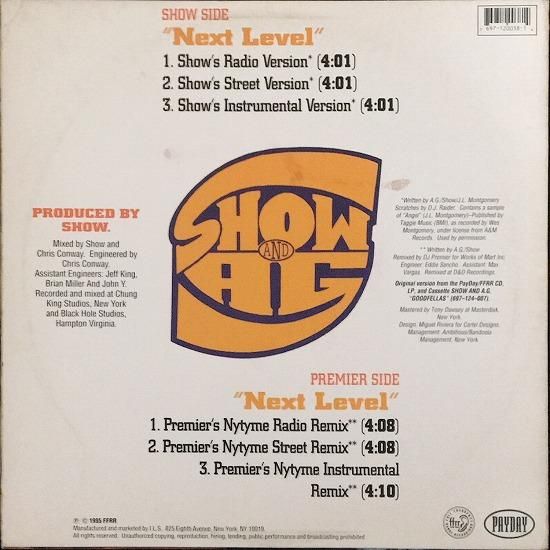 SHOW SIDE
"Next Level"
1. Show's Radio Version* (4:01)
2. Show's Street Version* (4:01)
3. Show's Instrumental Version* (4:01)
697-120058-1
SHOW
AND
AG
PRODUCED BY
SHOW.
Mixed by Show and
Chris Conway. Engineered by
Chris Conway.
Assistant Engineers: Jeff King,
Brian Miller And John Y.
Recorded and mixed at Chung
King Studios, New York
and Black Hole Studios,
Hampton Virginia.
*Written by A.G./Show/J.L. Montgomery
Scratches by D.J. Raider. Contains a sample
of "Angel" (J.L. Montgomery)–Published by
Taggie Music (BMI), as recorded by Wes
Montgomery, under license from A&M
Records. Used by permission.
** Written by A.G./Show
Remixed by DJ Premier for Works of Mart Inc.
Engineer: Eddie Sancho. Assistant: Max
Vargas. Remixed at D&D Recordings.
Original version from the PayDay/FFRR CD,
LP, and Cassette SHOW AND A.G.
"GOODFELLAS" (697-124-007).
Mastered by Tony Dawsey at Masterdisk,
New York.
Design: Miguel Rivera for Cartel Designs.
Management: Ambitious/Bandoola
Management, New York
PREMIER SIDE
"Next Level"
1. Premier's Nytyme Radio Remix** (4:08)
2. Premier's Nytyme Street Remix** (4:08)
3. Premier's Nytyme Instrumental
Remix** (4:10)
℗ © 1995 FFRR
Manufactured and marketed by I.L.S., 825 Eighth Avenue, New York, NY 10019.
All rights reserved. Unauthorized copying, reproduction, hiring, lending, public performance and broadcasting prohibited
ffrr
PAYDAY